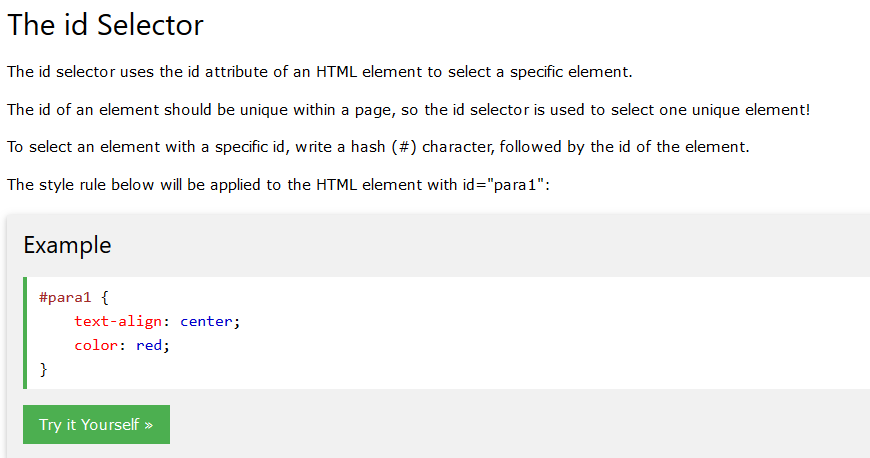 The id Selector
The id selector uses the id attribute of an HTML element to select a specific element.
The id of an element should be unique within a page, so the id selector is used to select one unique element!
To select an element with a specific id, write a hash (#) character, followed by the id of the element.
The style rule below will be applied to the HTML element with id="para1":
Example
#para1 {
    text-align: center;
    color: red;
}
Try it Yourself »